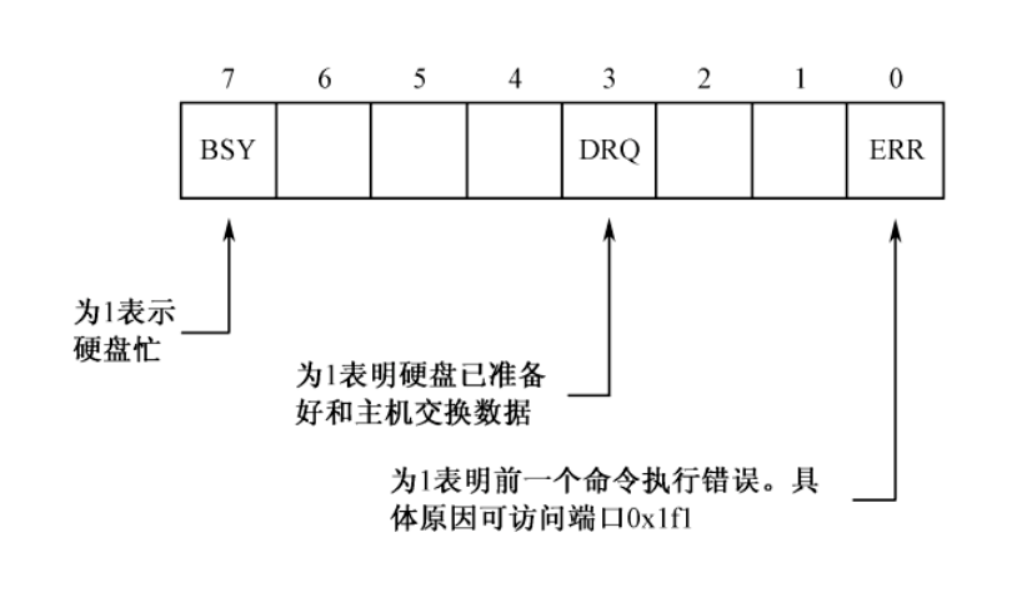 7 6 5 4 3 2 1 0
BSY DRQ ERR
为1表示
硬盘忙
为1表明硬盘已准备
好和主机交换数据
为1表明前一个命令执行错误。具
体原因可访问端口0x1f1